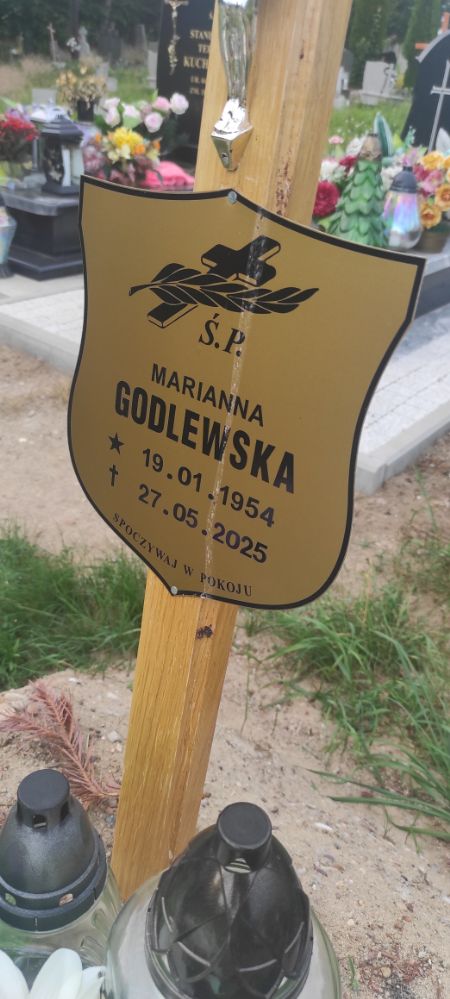 Ś.P.
MARIANNA
GODLEWSKA
★ 19.01.1954
† 27.05.2025
SPOCZYWAJ W POKOJU